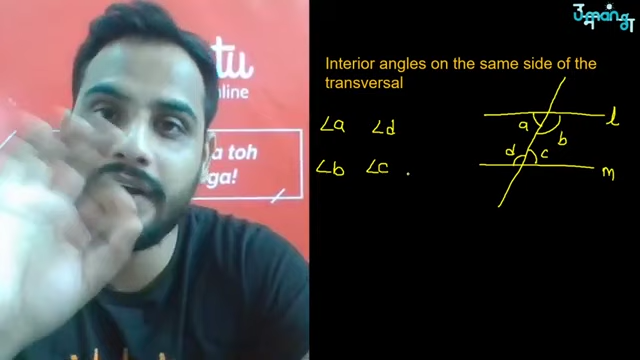 उमंग
tu
nline
a toh
ga!
Interior angles on the same side of the
transversal
∠a ∠d
∠b ∠c .
l
a
b
d
c
m